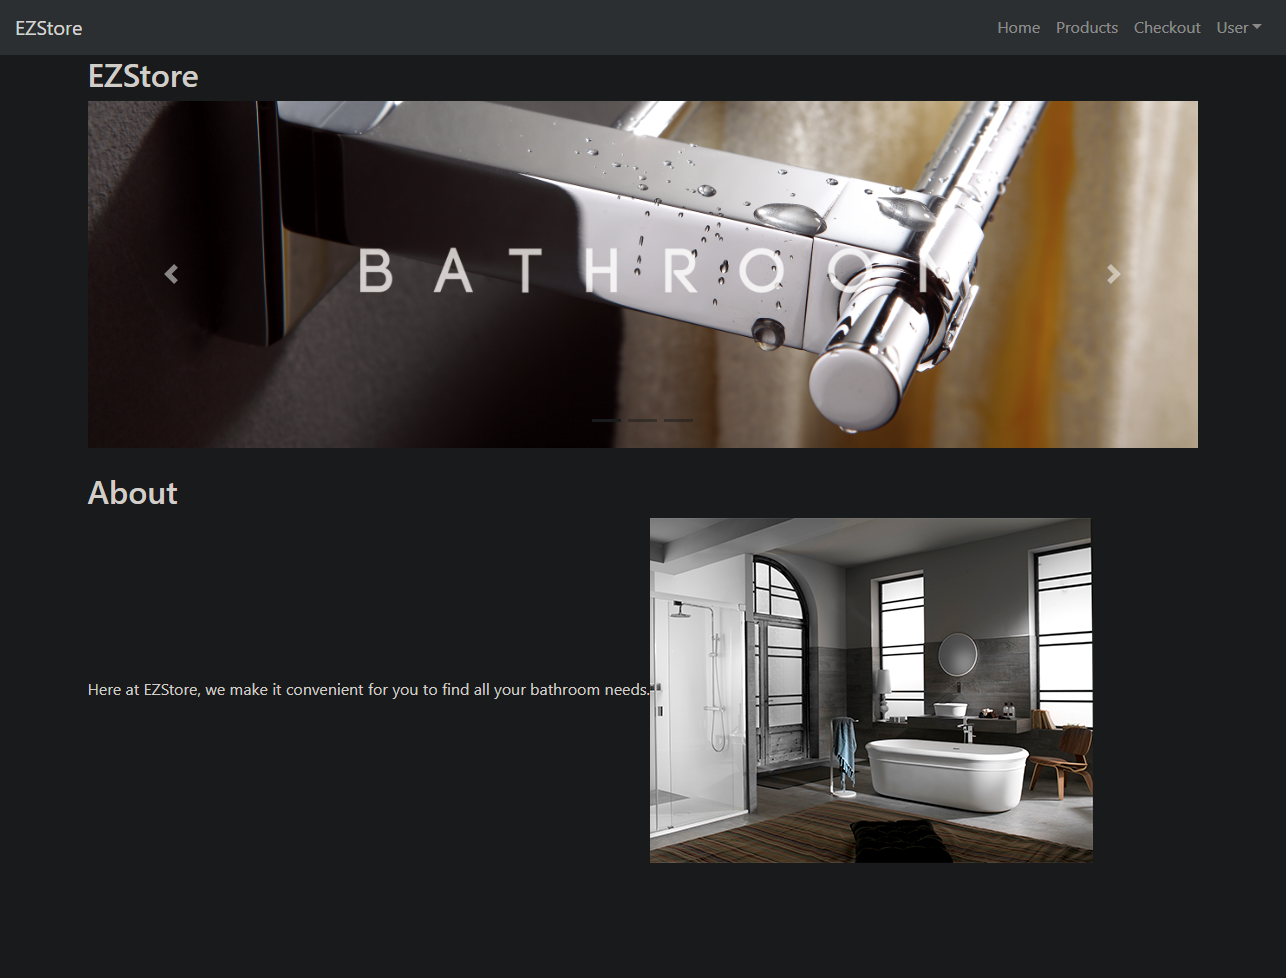 EZStore
Home Products Checkout User
EZStore
BATHROOM
About
Here at EZStore, we make it convenient for you to find all your bathroom needs.